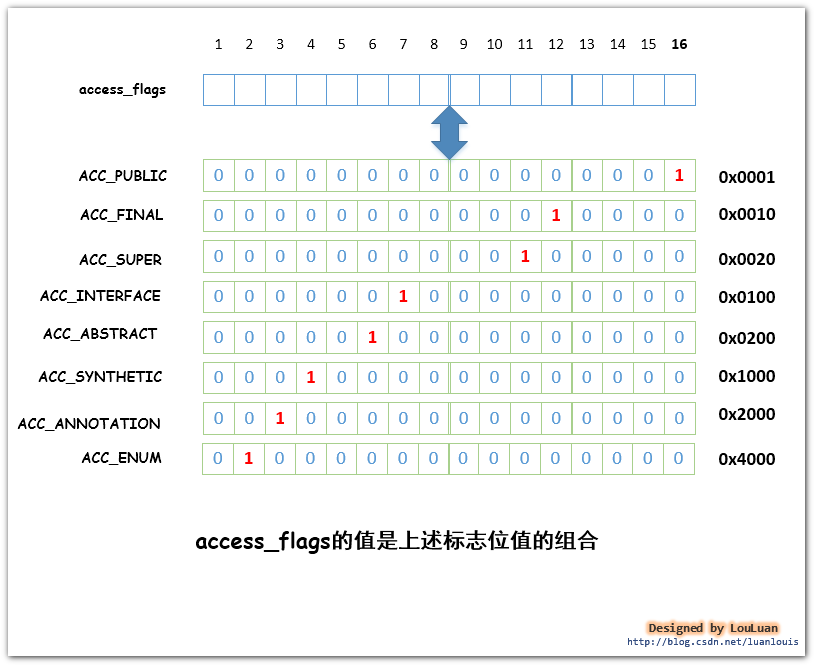 1 2 3 4 5 6 7 8 9 10 11 12 13 14 15 16
access_flags
ACC_PUBLIC 0 0 0 0 0 0 0 0 0 0 0 0 0 0 0 1 0x0001
ACC_FINAL 0 0 0 0 0 0 0 0 0 0 0 1 0 0 0 0 0x0010
ACC_SUPER 0 0 0 0 0 0 0 0 0 0 1 0 0 0 0 0 0x0020
ACC_INTERFACE 0 0 0 0 0 0 1 0 0 0 0 0 0 0 0 0 0x0100
ACC_ABSTRACT 0 0 0 0 0 1 0 0 0 0 0 0 0 0 0 0 0x0200
ACC_SYNTHETIC 0 0 0 1 0 0 0 0 0 0 0 0 0 0 0 0 0x1000
ACC_ANNOTATION 0 0 1 0 0 0 0 0 0 0 0 0 0 0 0 0 0x2000
ACC_ENUM 0 1 0 0 0 0 0 0 0 0 0 0 0 0 0 0 0x4000
access_flags的值是上述标志位值的组合
Designed by LouLuan
http://blog.csdn.net/luanlouis